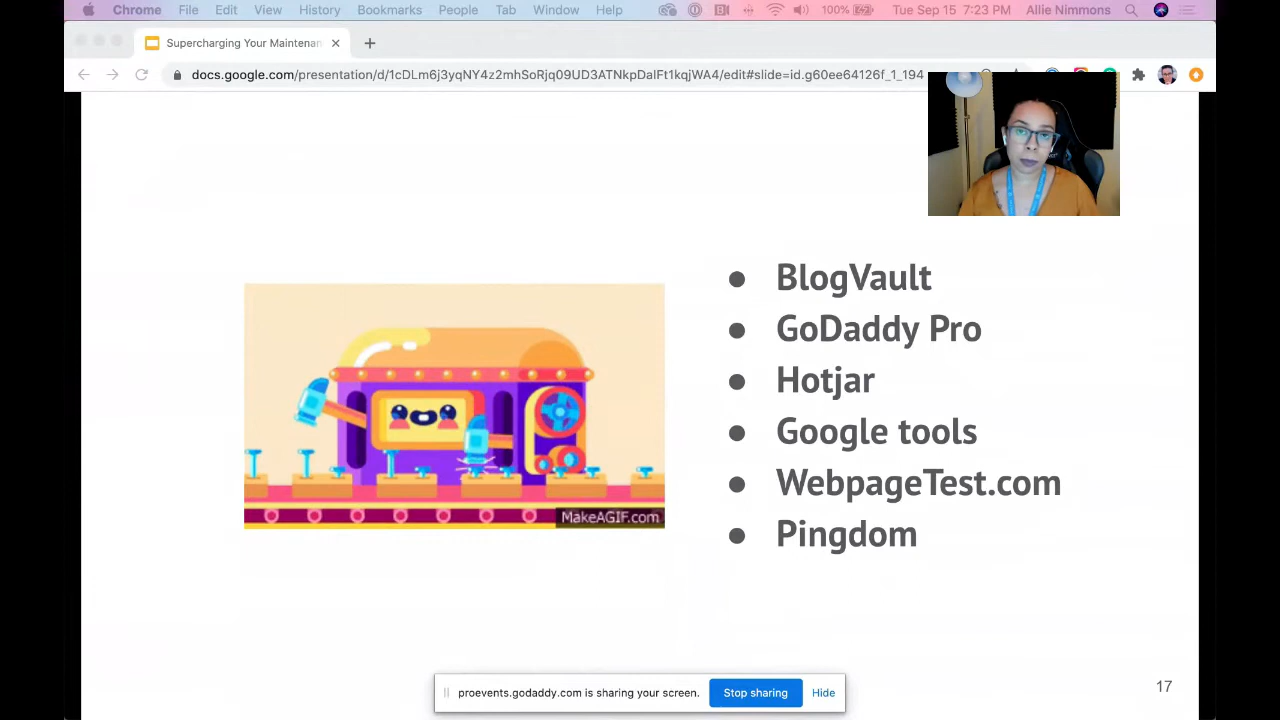 Chrome File Edit View History Bookmarks People Tab Window Help 100% Tue Sep 15 7:23 PM Allie Nimmons
Supercharging Your Maintenan
docs.google.com/presentation/d/1cDLm6j3yqNY4z2mhSoRjq09UD3ATNkpDalFt1kqjWA4/edit#slide=id.g60ee64126f_1_194
● BlogVault
● GoDaddy Pro
● Hotjar
● Google tools
● WebpageTest.com
● Pingdom
MakeAGIF.com
proevents.godaddy.com is sharing your screen. Stop sharing Hide
17